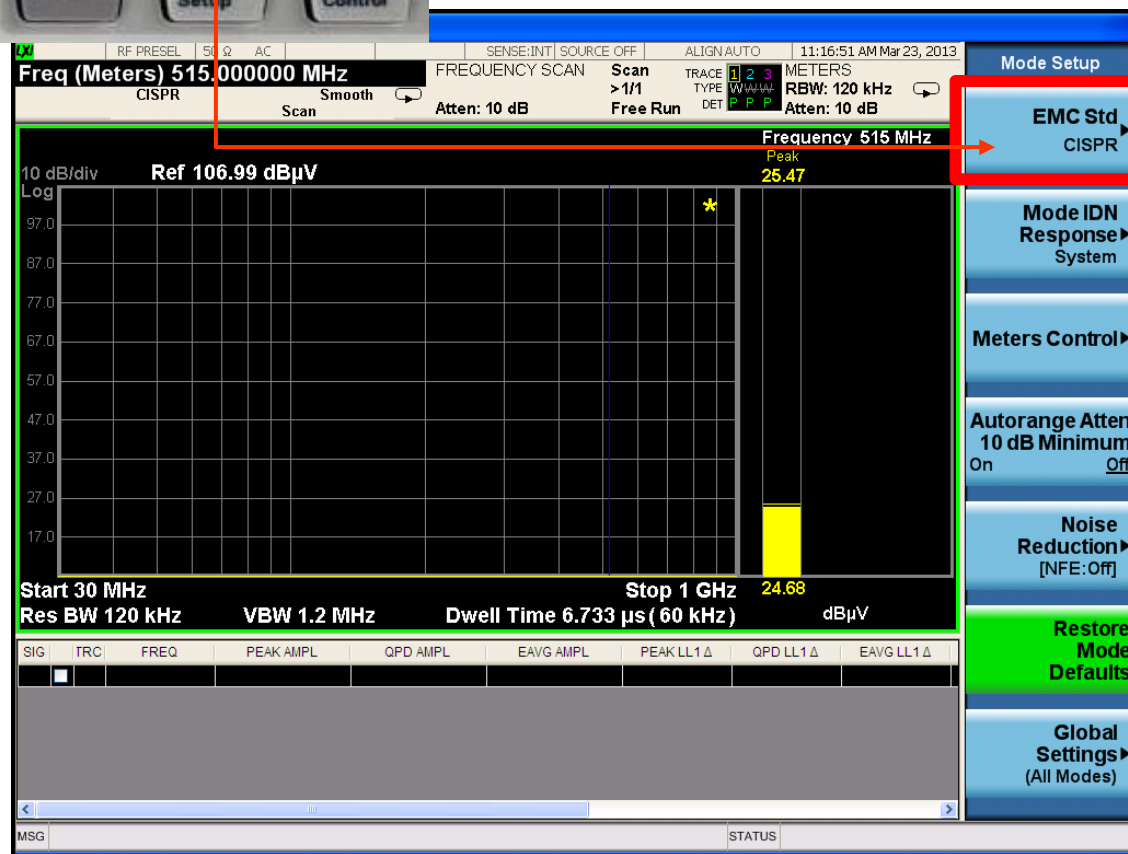 Setup
Control
LXI RF PRESEL 50 Ω AC SENSE:INT SOURCE OFF ALIGN AUTO 11:16:51 AM Mar 23, 2013
Freq (Meters) 515.000000 MHz
CISPR Smooth
Scan
FREQUENCY SCAN
Atten: 10 dB
Scan
>1/1
Free Run
TRACE 1 2 3
TYPE W W W
DET P P P
METERS
RBW: 120 kHz
Atten: 10 dB
Frequency 515 MHz
Peak
25.47
10 dB/div Ref 106.99 dBµV
Log
97.0
87.0
77.0
67.0
57.0
47.0
37.0
27.0
17.0
Start 30 MHz Stop 1 GHz
Res BW 120 kHz VBW 1.2 MHz Dwell Time 6.733 µs (60 kHz)
24.68
dBµV
SIG TRC FREQ PEAK AMPL QPD AMPL EAVG AMPL PEAK LL1 Δ QPD LL1 Δ EAVG LL1 Δ
MSG STATUS
Mode Setup
EMC Std
CISPR
Mode IDN
Response
System
Meters Control
Autorange Atten
10 dB Minimum
On Off
Noise
Reduction
[NFE:Off]
Restore
Mode
Defaults
Global
Settings
(All Modes)